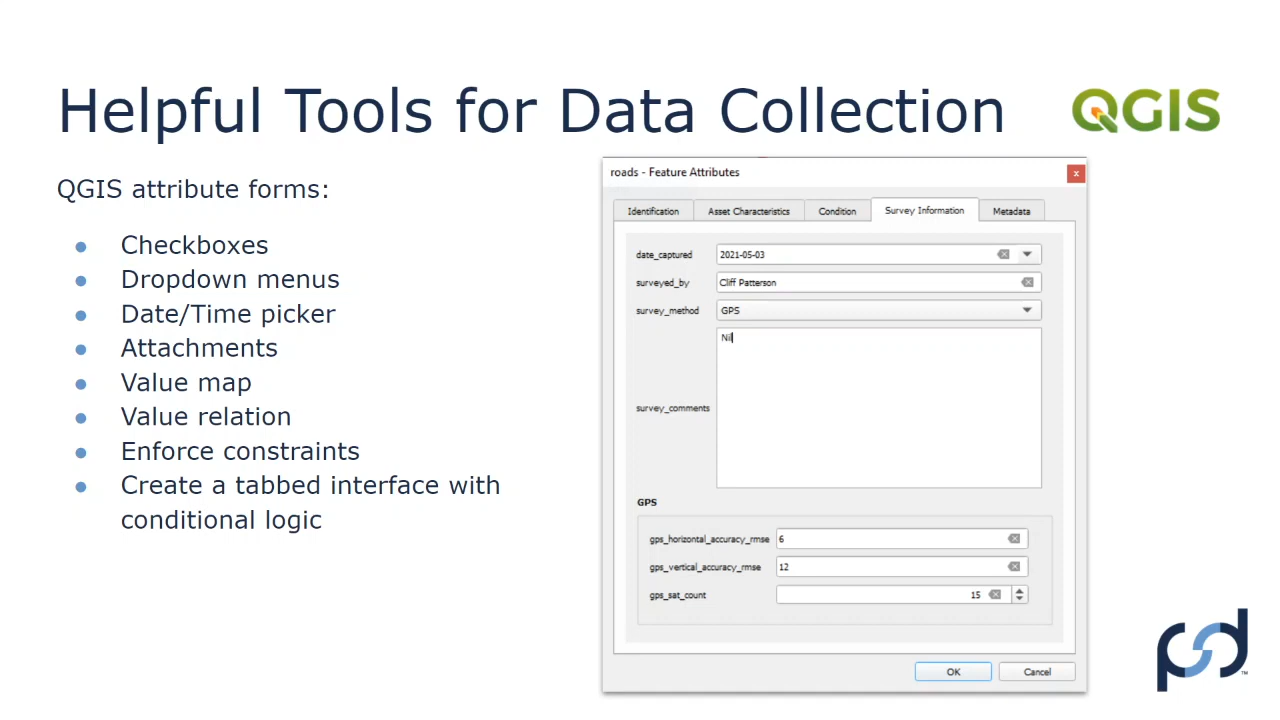 Helpful Tools for Data Collection
QGIS
QGIS attribute forms:
Checkboxes
Dropdown menus
Date/Time picker
Attachments
Value map
Value relation
Enforce constraints
Create a tabbed interface with
conditional logic
roads - Feature Attributes
x
Identification
Asset Characteristics
Condition
Survey Information
Metadata
date_captured
2021-05-03
surveyed_by
Cliff Patterson
survey_method
GPS
Nil
survey_comments
GPS
gps_horizontal_accuracy_rmse
6
gps_vertical_accuracy_rmse
12
gps_sat_count
15
OK
Cancel
psd
TM